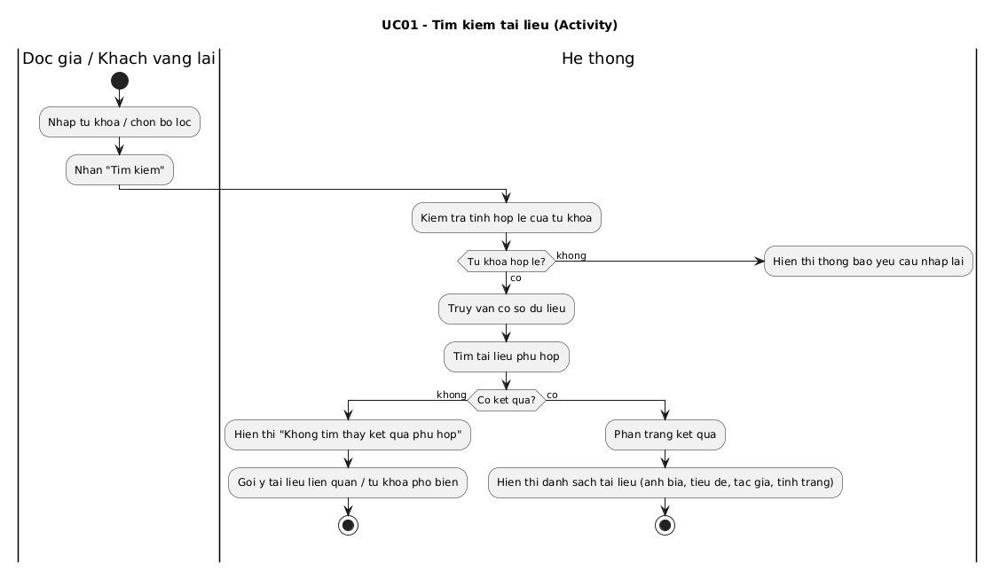 UC01 - Tim kiem tai lieu (Activity)
Doc gia / Khach vang lai
He thong
Nhap tu khoa / chon bo loc
Nhan "Tim kiem"
Kiem tra tinh hop le cua tu khoa
Tu khoa hop le?
khong
Hien thi thong bao yeu cau nhap lai
co
Truy van co so du lieu
Tim tai lieu phu hop
khong
Co ket qua?
co
Hien thi "Khong tim thay ket qua phu hop"
Phan trang ket qua
Goi y tai lieu lien quan / tu khoa pho bien
Hien thi danh sach tai lieu (anh bia, tieu de, tac gia, tinh trang)